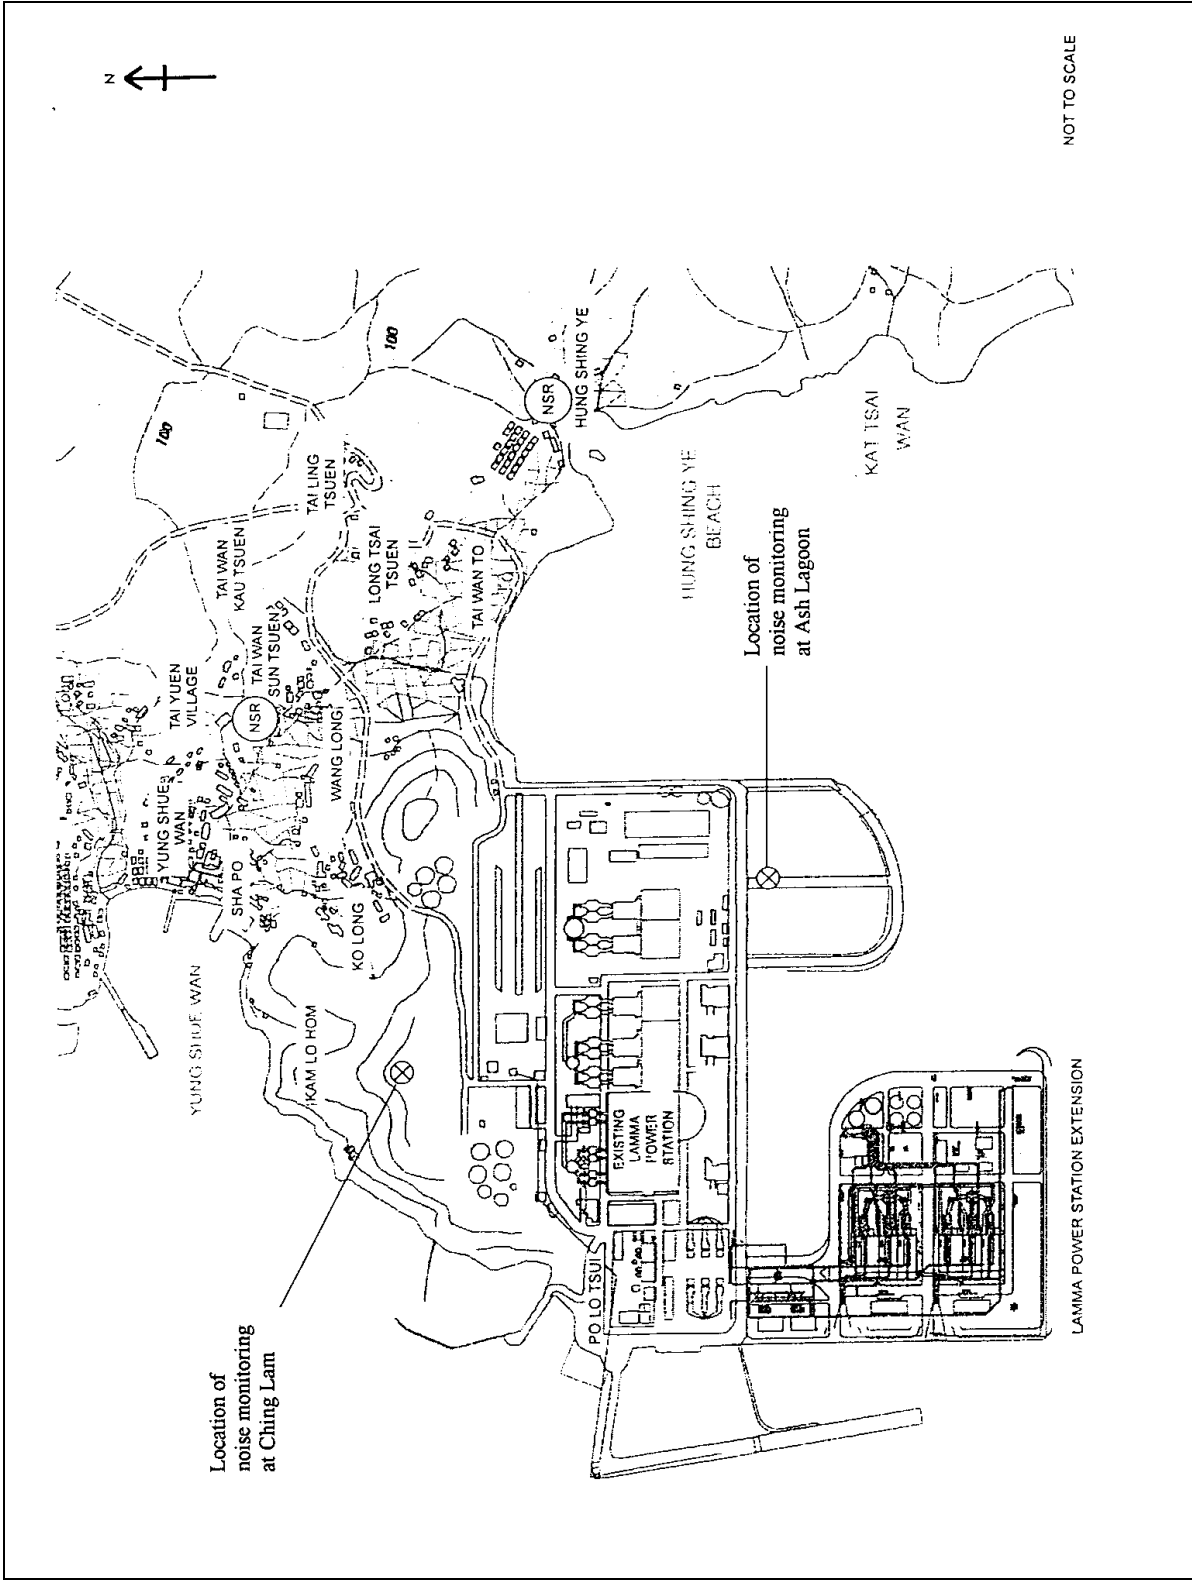 N
NOT TO SCALE
100
100
TAI LING
TSUEN
NSR
HUNG SHING YE
KAT TSAI
WAN
HUNG SHING YE
BEACH
TAI WAN
KAU TSUEN
LONG TSAI
TSUEN
TAI WAN TO
TAI WAN
SUN TSUEN
TAI YUEN
VILLAGE
NSR
WANG LONG
YUNG SHUE
WAN
SHA PO
KO LONG
YUNG SHUE WAN
KAM LO HOM
Location of
noise monitoring
at Ash Lagoon
EXISTING
LAMMA
POWER
STATION
PO LO TSUI
Location of
noise monitoring
at Ching Lam
LAMMA POWER STATION EXTENSION